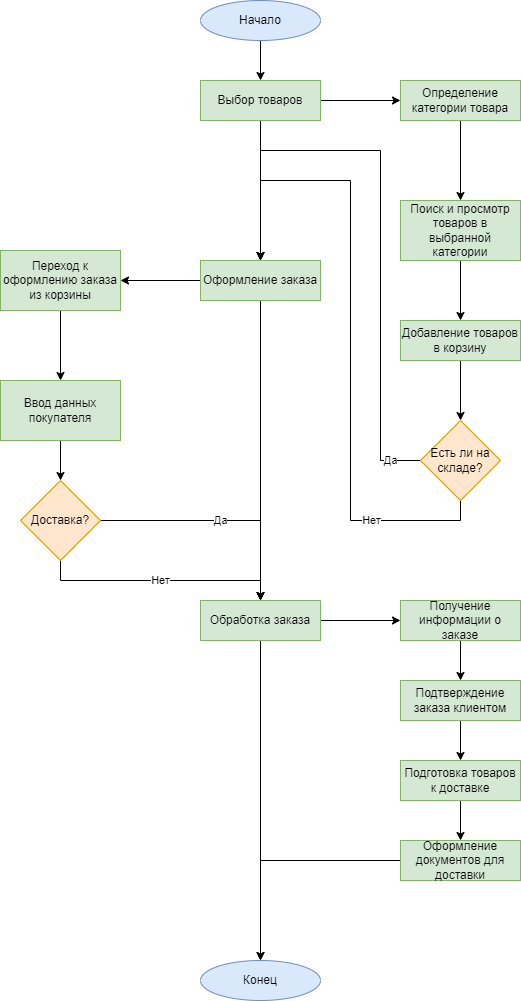 Начало
Выбор товаров
Определение
категории товара
Поиск и просмотр
товаров в
выбранной
категории
Переход к
оформлению заказа
из корзины
Оформление заказа
Добавление товаров
в корзину
Ввод данных
покупателя
Есть ли на
складе?
Да
Нет
Доставка?
Да
Нет
Обработка заказа
Получение
информации о
заказе
Подтверждение
заказа клиентом
Подготовка товаров
к доставке
Оформление
документов для
доставки
Конец